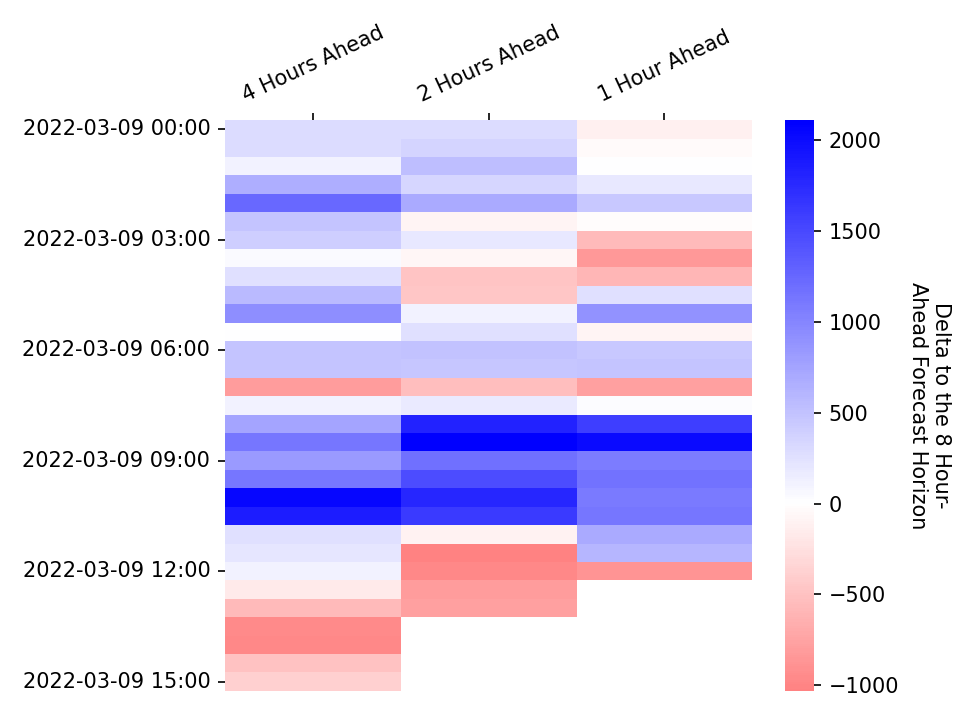 4 Hours Ahead
2 Hours Ahead
1 Hour Ahead
2022-03-09 00:00
2022-03-09 03:00
2022-03-09 06:00
2022-03-09 09:00
2022-03-09 12:00
2022-03-09 15:00
2000
1500
1000
500
0
−500
−1000
Delta to the 8 Hour-
Ahead Forecast Horizon